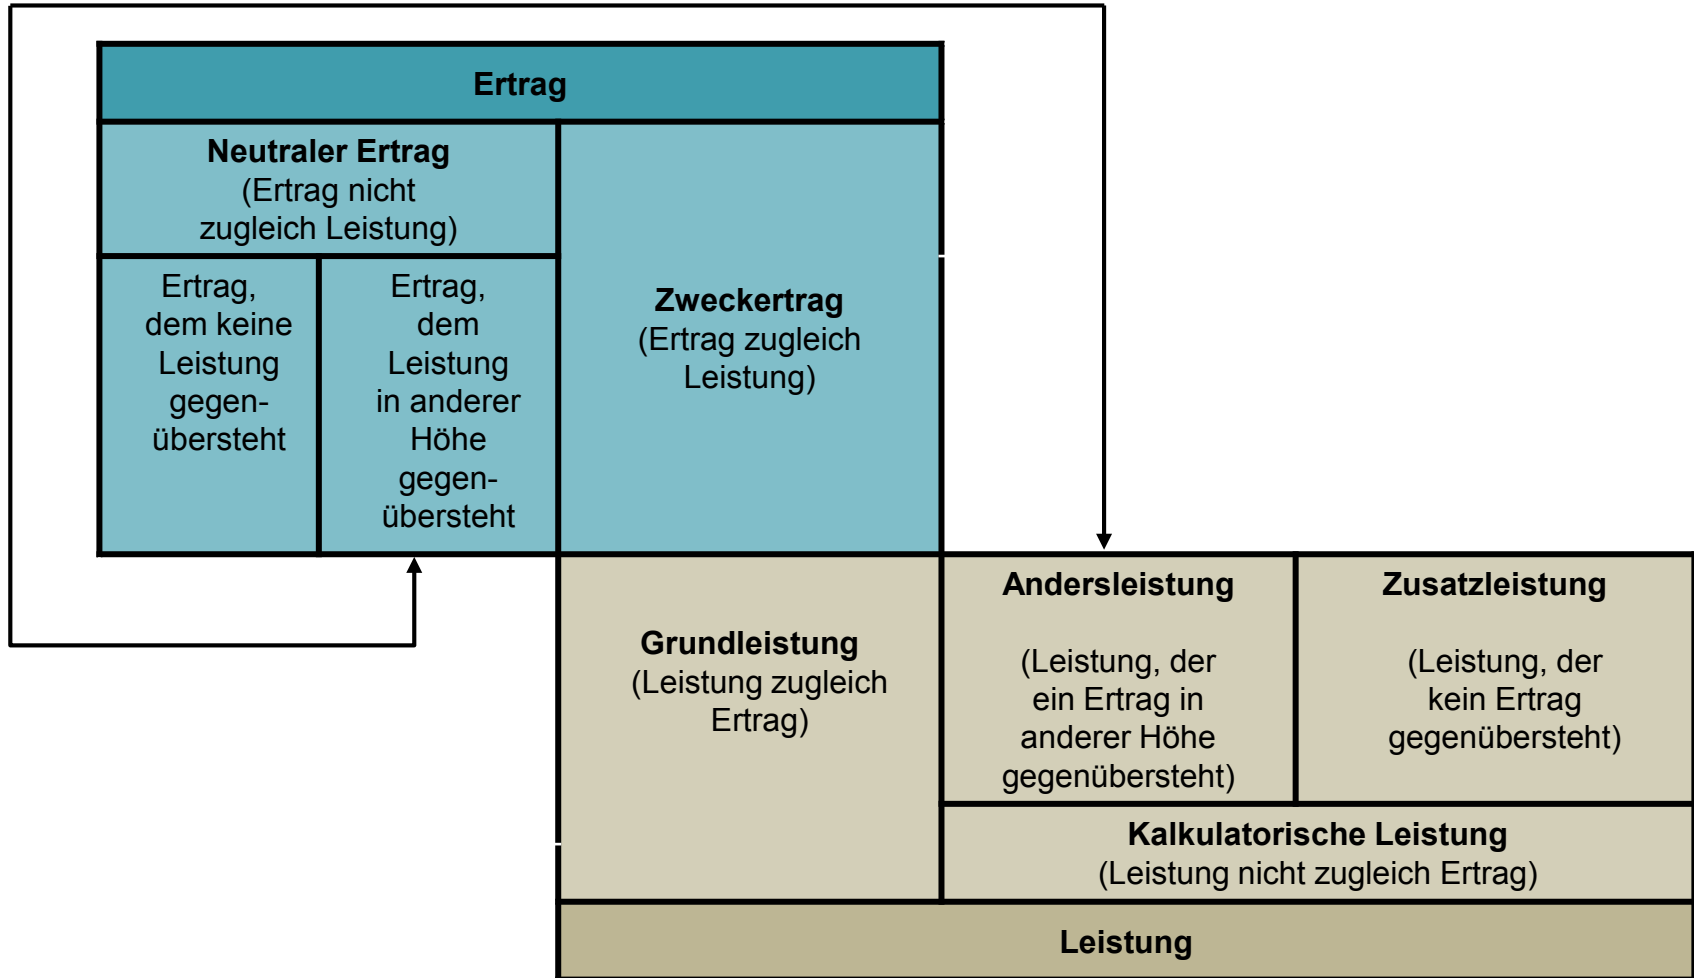 Ertrag
Neutraler Ertrag
(Ertrag nicht
zugleich Leistung)
Ertrag,
dem keine
Leistung
gegen-
übersteht
Ertrag,
dem
Leistung
in anderer
Höhe
gegen-
übersteht
Zweckertrag
(Ertrag zugleich
Leistung)
Grundleistung
(Leistung zugleich
Ertrag)
Andersleistung
(Leistung, der
ein Ertrag in
anderer Höhe
gegenübersteht)
Zusatzleistung
(Leistung, der
kein Ertrag
gegenübersteht)
Kalkulatorische Leistung
(Leistung nicht zugleich Ertrag)
Leistung